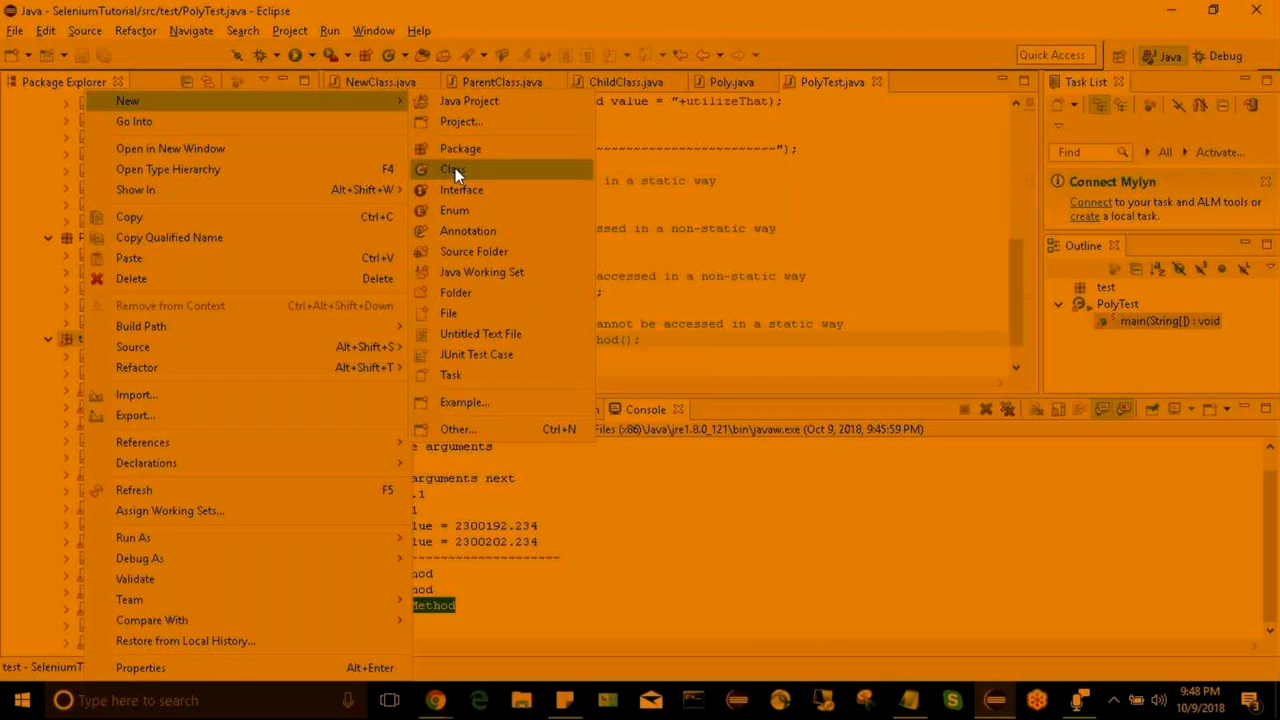 Java - SeleniumTutorial/src/test/PolyTest.java - Eclipse
File Edit Source Refactor Navigate Search Project Run Window Help
Quick Access Java Debug
Package Explorer NewClass.java ParentClass.java ChildClass.java Poly.java PolyTest.java Task List
New
Go Into
Open in New Window
Open Type Hierarchy F4
Show In Alt+Shift+W
Copy Ctrl+C
Copy Qualified Name
Paste Ctrl+V
Delete Delete
Remove from Context Ctrl+Alt+Shift+Down
Build Path
Source Alt+Shift+S
Refactor Alt+Shift+T
Import...
Export...
References
Declarations
Refresh F5
Assign Working Sets...
Run As
Debug As
Validate
Team
Compare With
Restore from Local History...
Properties Alt+Enter
Java Project
Project...
Package
Class
Interface
Enum
Annotation
Source Folder
Java Working Set
Folder
File
Untitled Text File
JUnit Test Case
Task
Example...
Other... Ctrl+N
d value = "+utilizeThat);
~~~~~~~~~~~~~~~~~~~~~~~");
in a static way
ssed in a non-static way
accessed in a non-static way
;
annot be accessed in a static way
hod();
Find All Activate...
Connect Mylyn
Connect to your task and ALM tools or
create a local task.
Outline
test
PolyTest
main(String[]) : void
Console
Files (x86)\Java\jre1.8.0_121\bin\javaw.exe (Oct 9, 2018, 9:45:59 PM)
e arguments
arguments next
.1
1
lue = 2300192.234
lue = 2300202.234
~~~~~~~~~~~~~~~~~~~
hod
hod
Method
test - SeleniumT
Type here to search
9:48 PM
10/9/2018
3